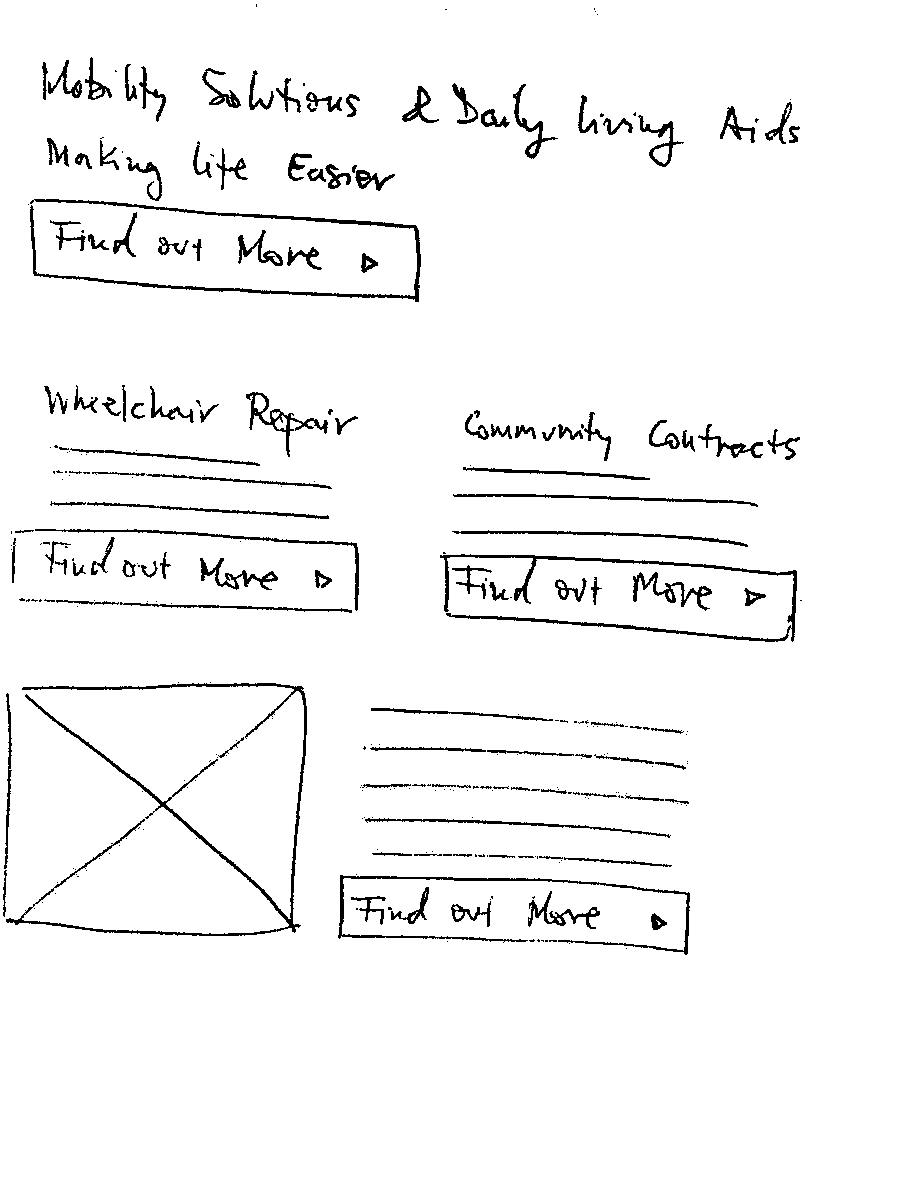 Mobility Solutions & Daily living Aids
Making life Easier
Find out More
Wheelchair Repair
Community Contracts
Find out More
Find out More
Find out More